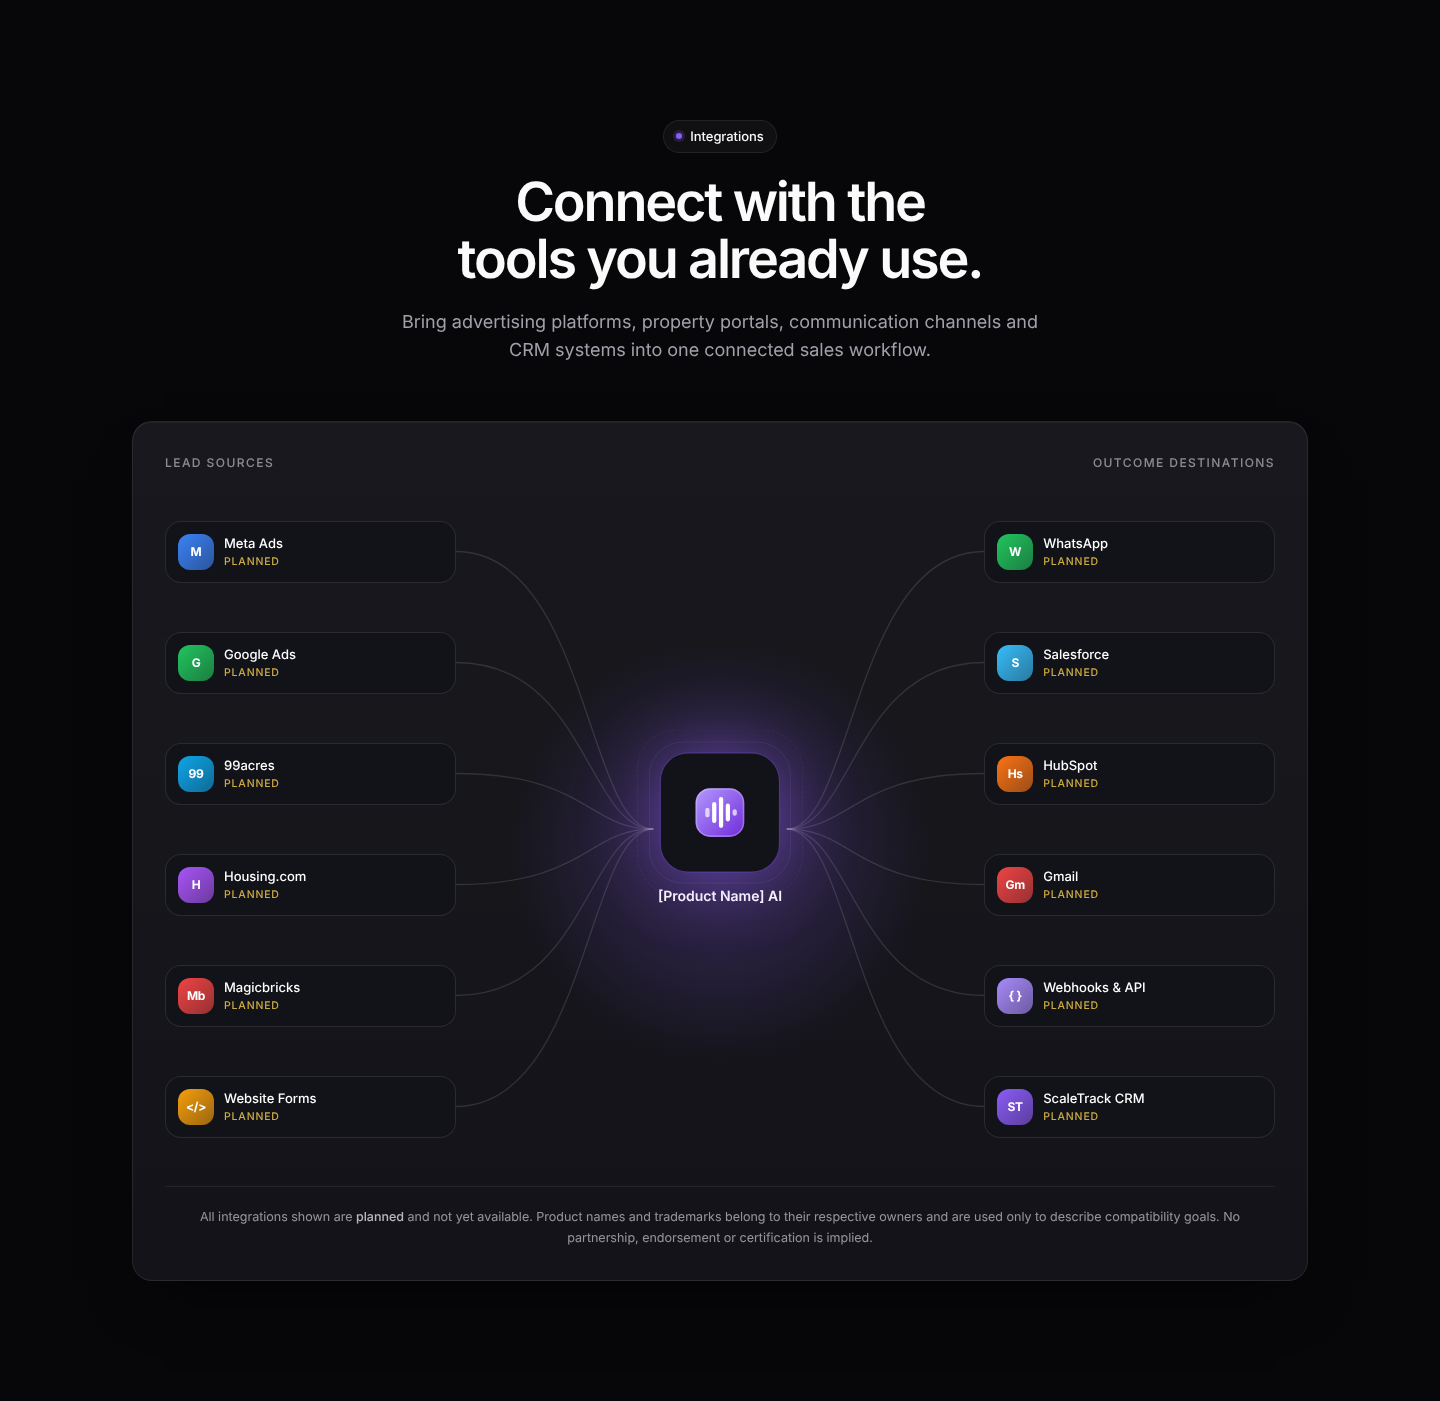 Integrations
Connect with the
tools you already use.
Bring advertising platforms, property portals, communication channels and
CRM systems into one connected sales workflow.
LEAD SOURCES
OUTCOME DESTINATIONS
M
Meta Ads
PLANNED
G
Google Ads
PLANNED
99
99acres
PLANNED
H
Housing.com
PLANNED
Mb
Magicbricks
PLANNED
</>
Website Forms
PLANNED
[Product Name] AI
W
WhatsApp
PLANNED
S
Salesforce
PLANNED
Hs
HubSpot
PLANNED
Gm
Gmail
PLANNED
{ }
Webhooks & API
PLANNED
ST
ScaleTrack CRM
PLANNED
All integrations shown are planned and not yet available. Product names and trademarks belong to their respective owners and are used only to describe compatibility goals. No
partnership, endorsement or certification is implied.